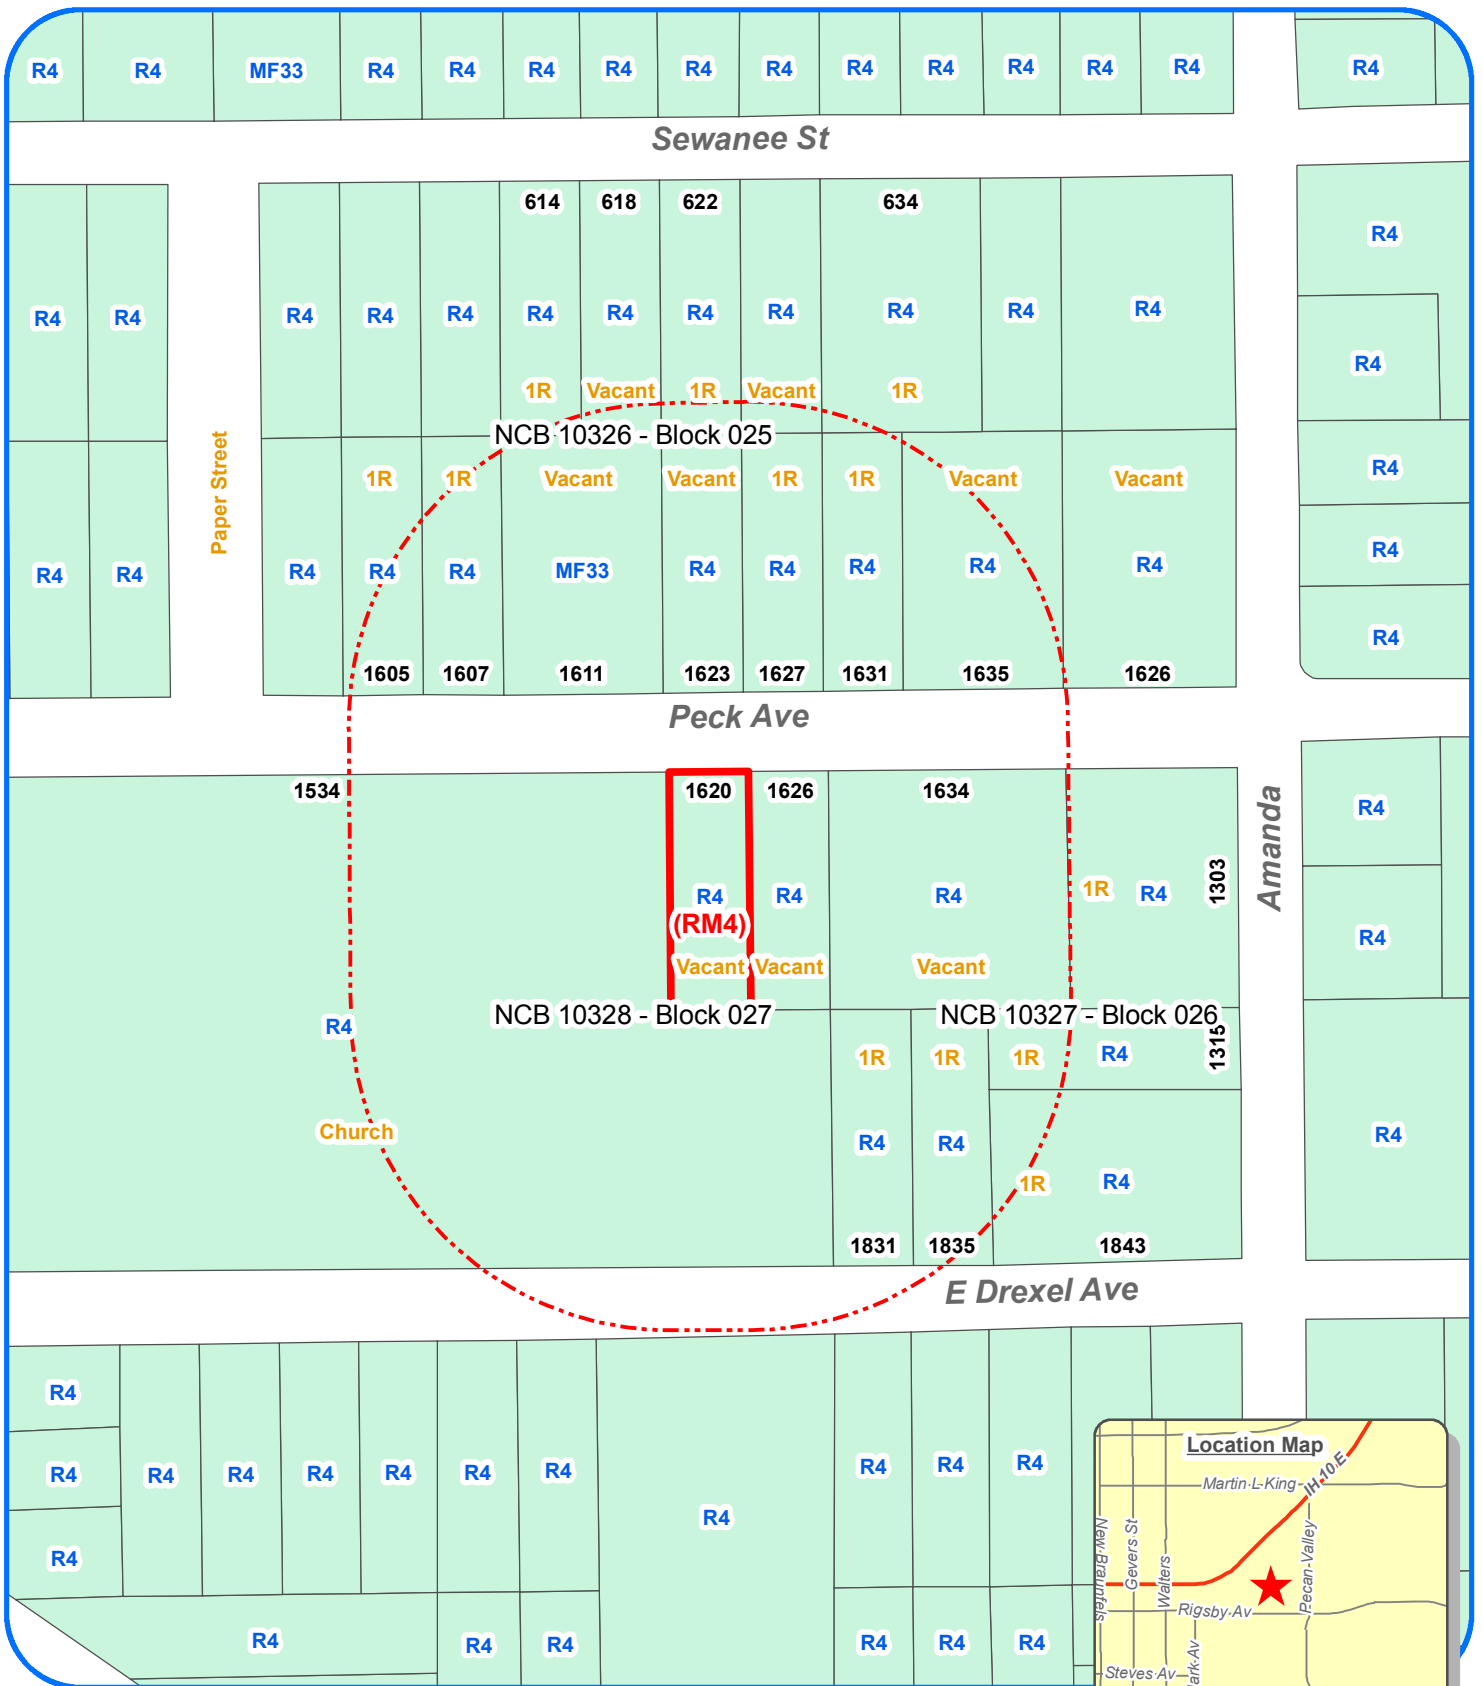 R4 R4 MF33 R4 R4 R4 R4 R4 R4 R4 R4 R4 R4 R4 R4
Sewanee St
614 618 622 634
R4
R4 R4 R4 R4 R4 R4 R4 R4 R4 R4 R4 R4
R4
1R Vacant 1R Vacant 1R
NCB 10326 - Block 025
Paper Street
1R 1R Vacant Vacant 1R 1R Vacant Vacant
R4
R4 R4 R4 R4 R4 MF33 R4 R4 R4 R4 R4
R4
R4
1605 1607 1611 1623 1627 1631 1635 1626
Peck Ave
1534 1620 1626 1634
Amanda
R4
R4 R4 R4 1R R4 1303
(RM4)
R4
Vacant Vacant Vacant
NCB 10328 - Block 027
NCB 10327 - Block 026
R4
1R 1R 1R R4 1315
Church
R4 R4 R4
1R R4
1831 1835 1843
E Drexel Ave
R4
R4 R4 R4 R4 R4 R4 R4 R4 R4 R4
R4
R4
R4
R4 R4 R4 R4 R4 R4
Location Map
Martin L King
IH 10 E
New Braunfels
Gevers St
Walters
Pecan Valley
Rigsby Av
Steves Av
ark Av